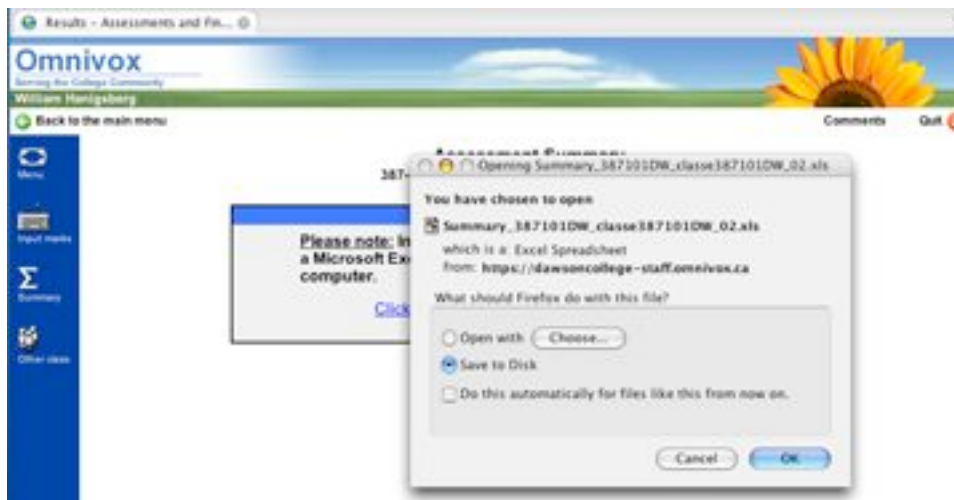 Results - Assessments and Fin...
Omnivox
Serving the College Community
William Honigsberg
Back to the main menu
Comments
Quit
Menu
Input marks
Summary
Other class
Assessment Summary
387-
Please note: In
a Microsoft Ex
computer.
Click
Opening Summary_387101DW_classe387101DW_02.xls
You have chosen to open
Summary_387101DW_classe387101DW_02.xls
which is a: Excel Spreadsheet
from: https://dawsoncollege-staff.omnivox.ca
What should Firefox do with this file?
Open with Choose...
Save to Disk
Do this automatically for files like this from now on.
Cancel OK